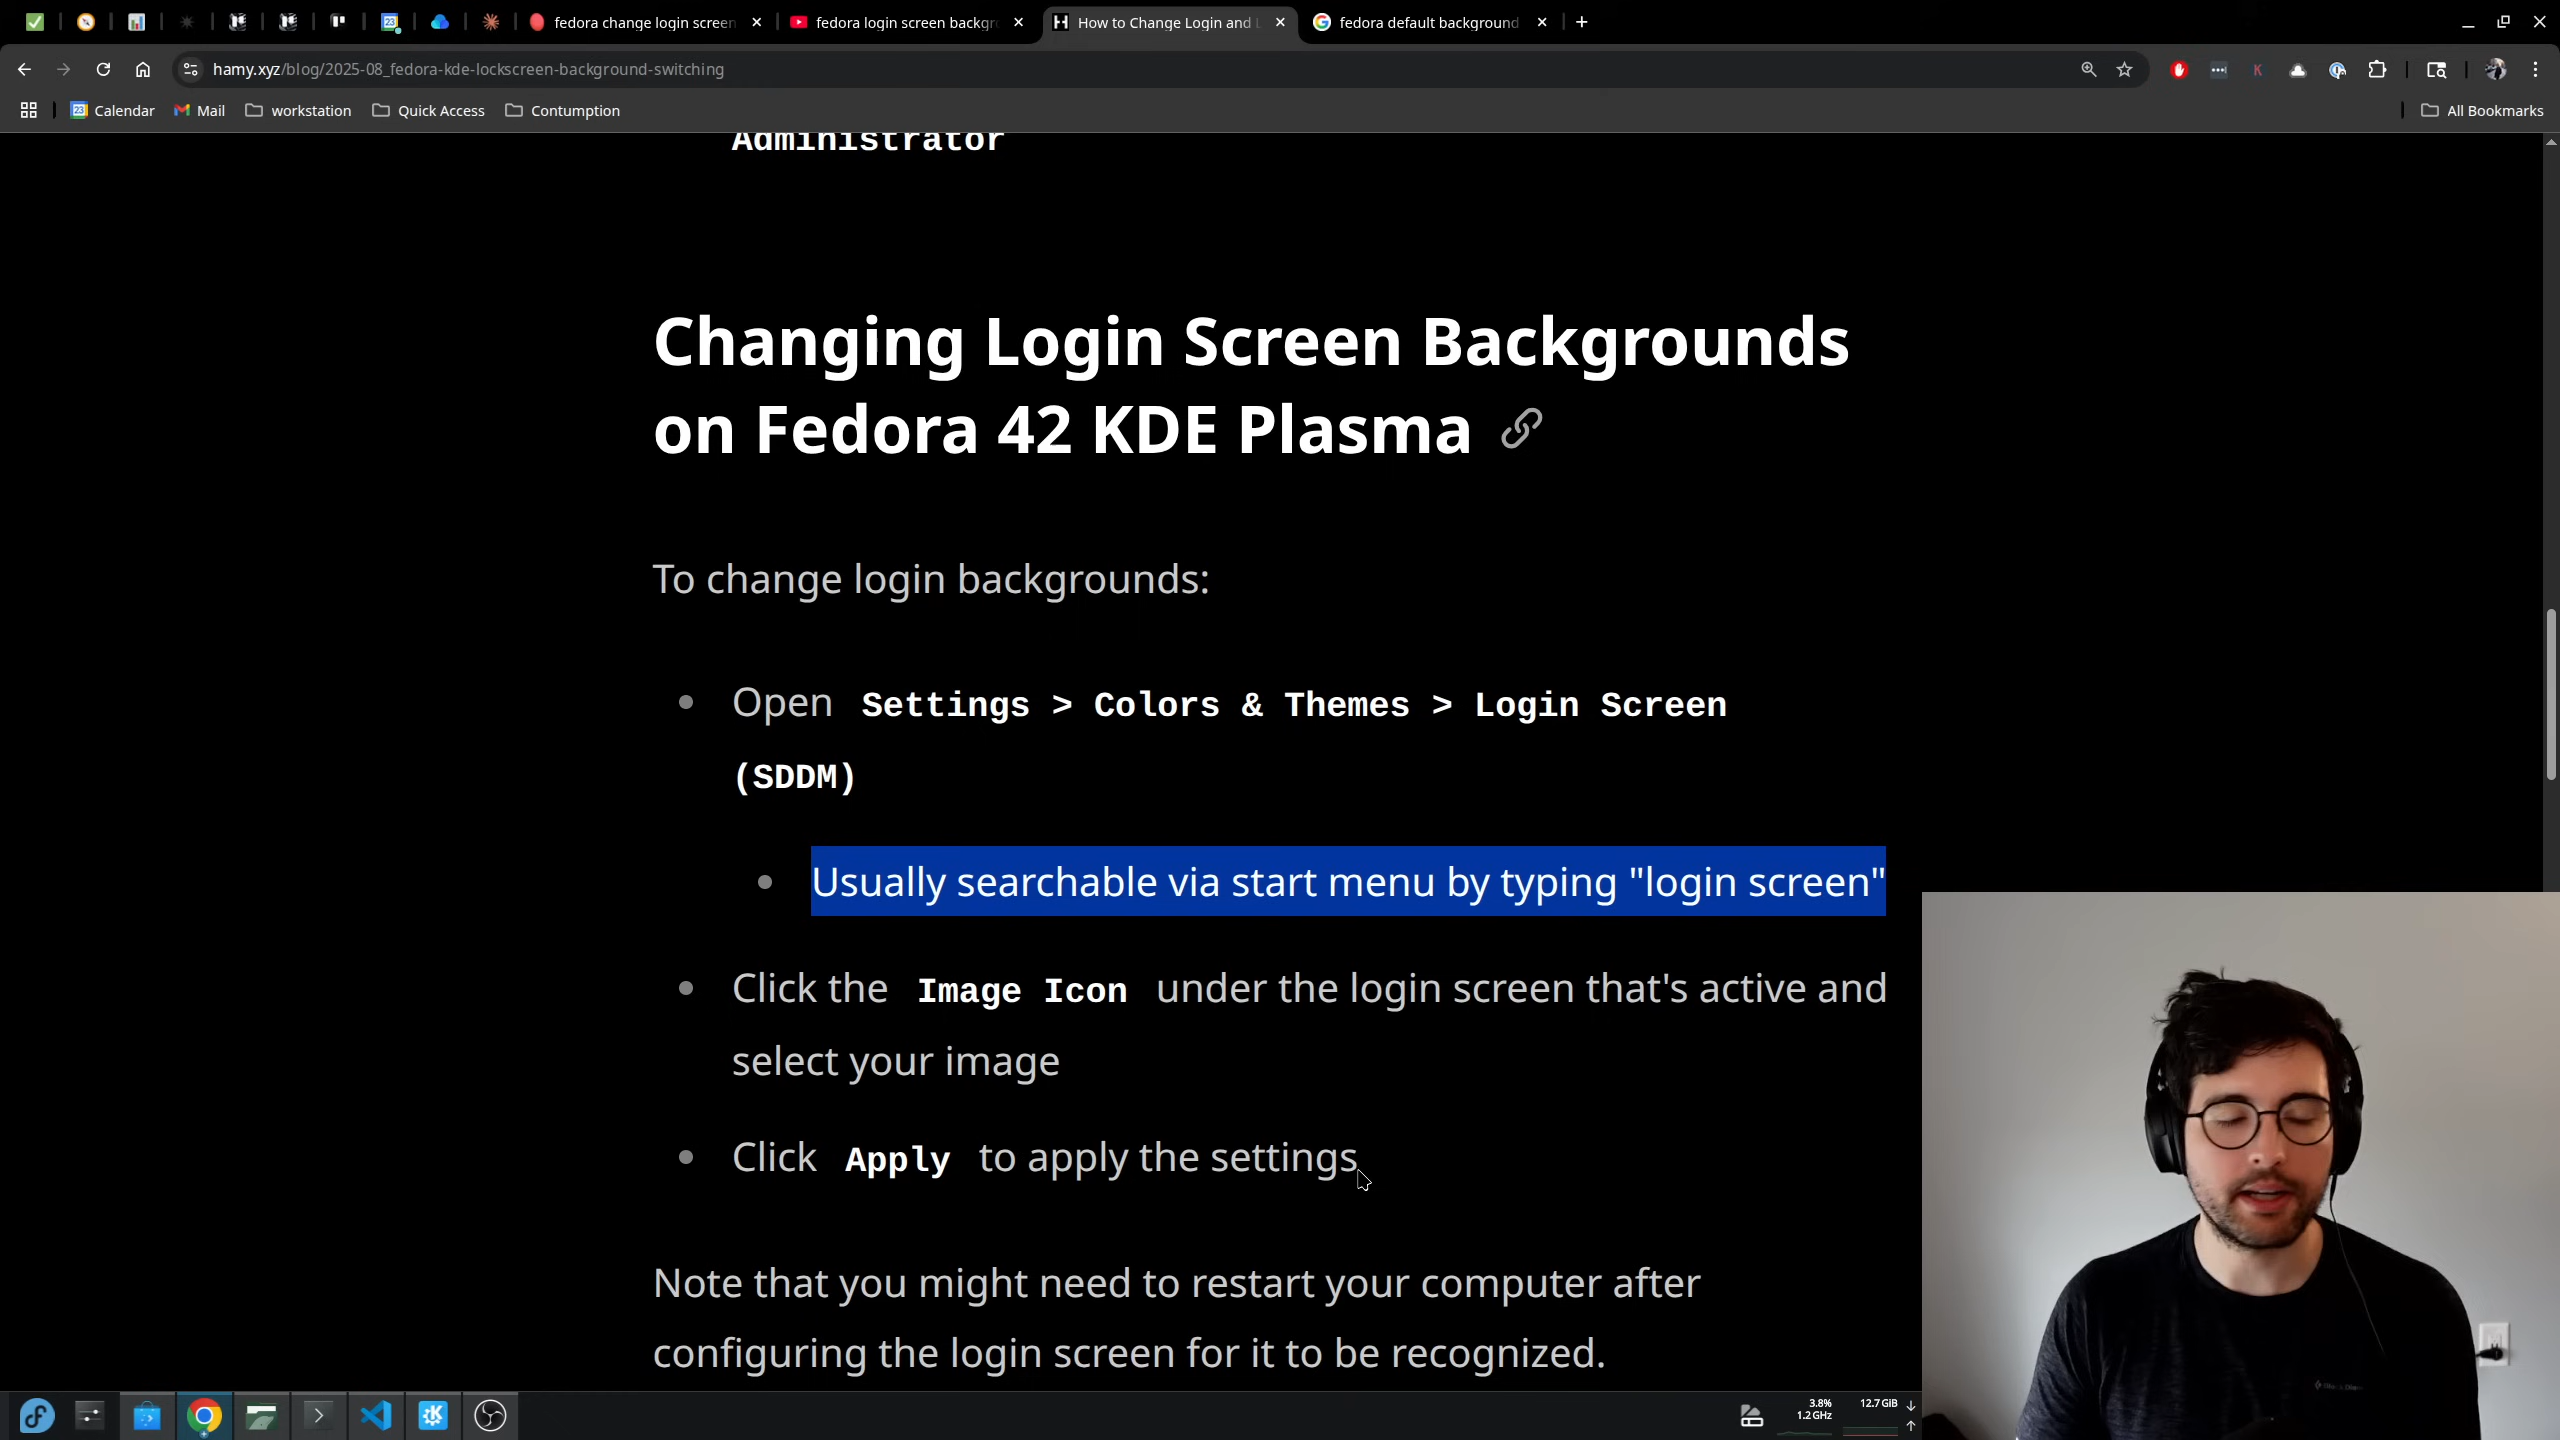 fedora change login screen
fedora login screen backgr
How to Change Login and L
fedora default background
hamy.xyz/blog/2025-08_fedora-kde-lockscreen-background-switching
Calendar
Mail
workstation
Quick Access
Contumption
All Bookmarks
Administrator
Changing Login Screen Backgrounds
on Fedora 42 KDE Plasma
To change login backgrounds:
Open Settings > Colors & Themes > Login Screen
(SDDM)
Usually searchable via start menu by typing "login screen"
Click the Image Icon under the login screen that's active and
select your image
Click Apply to apply the settings
Note that you might need to restart your computer after
configuring the login screen for it to be recognized.
3.8%
1.2 GHz
12.7 GiB